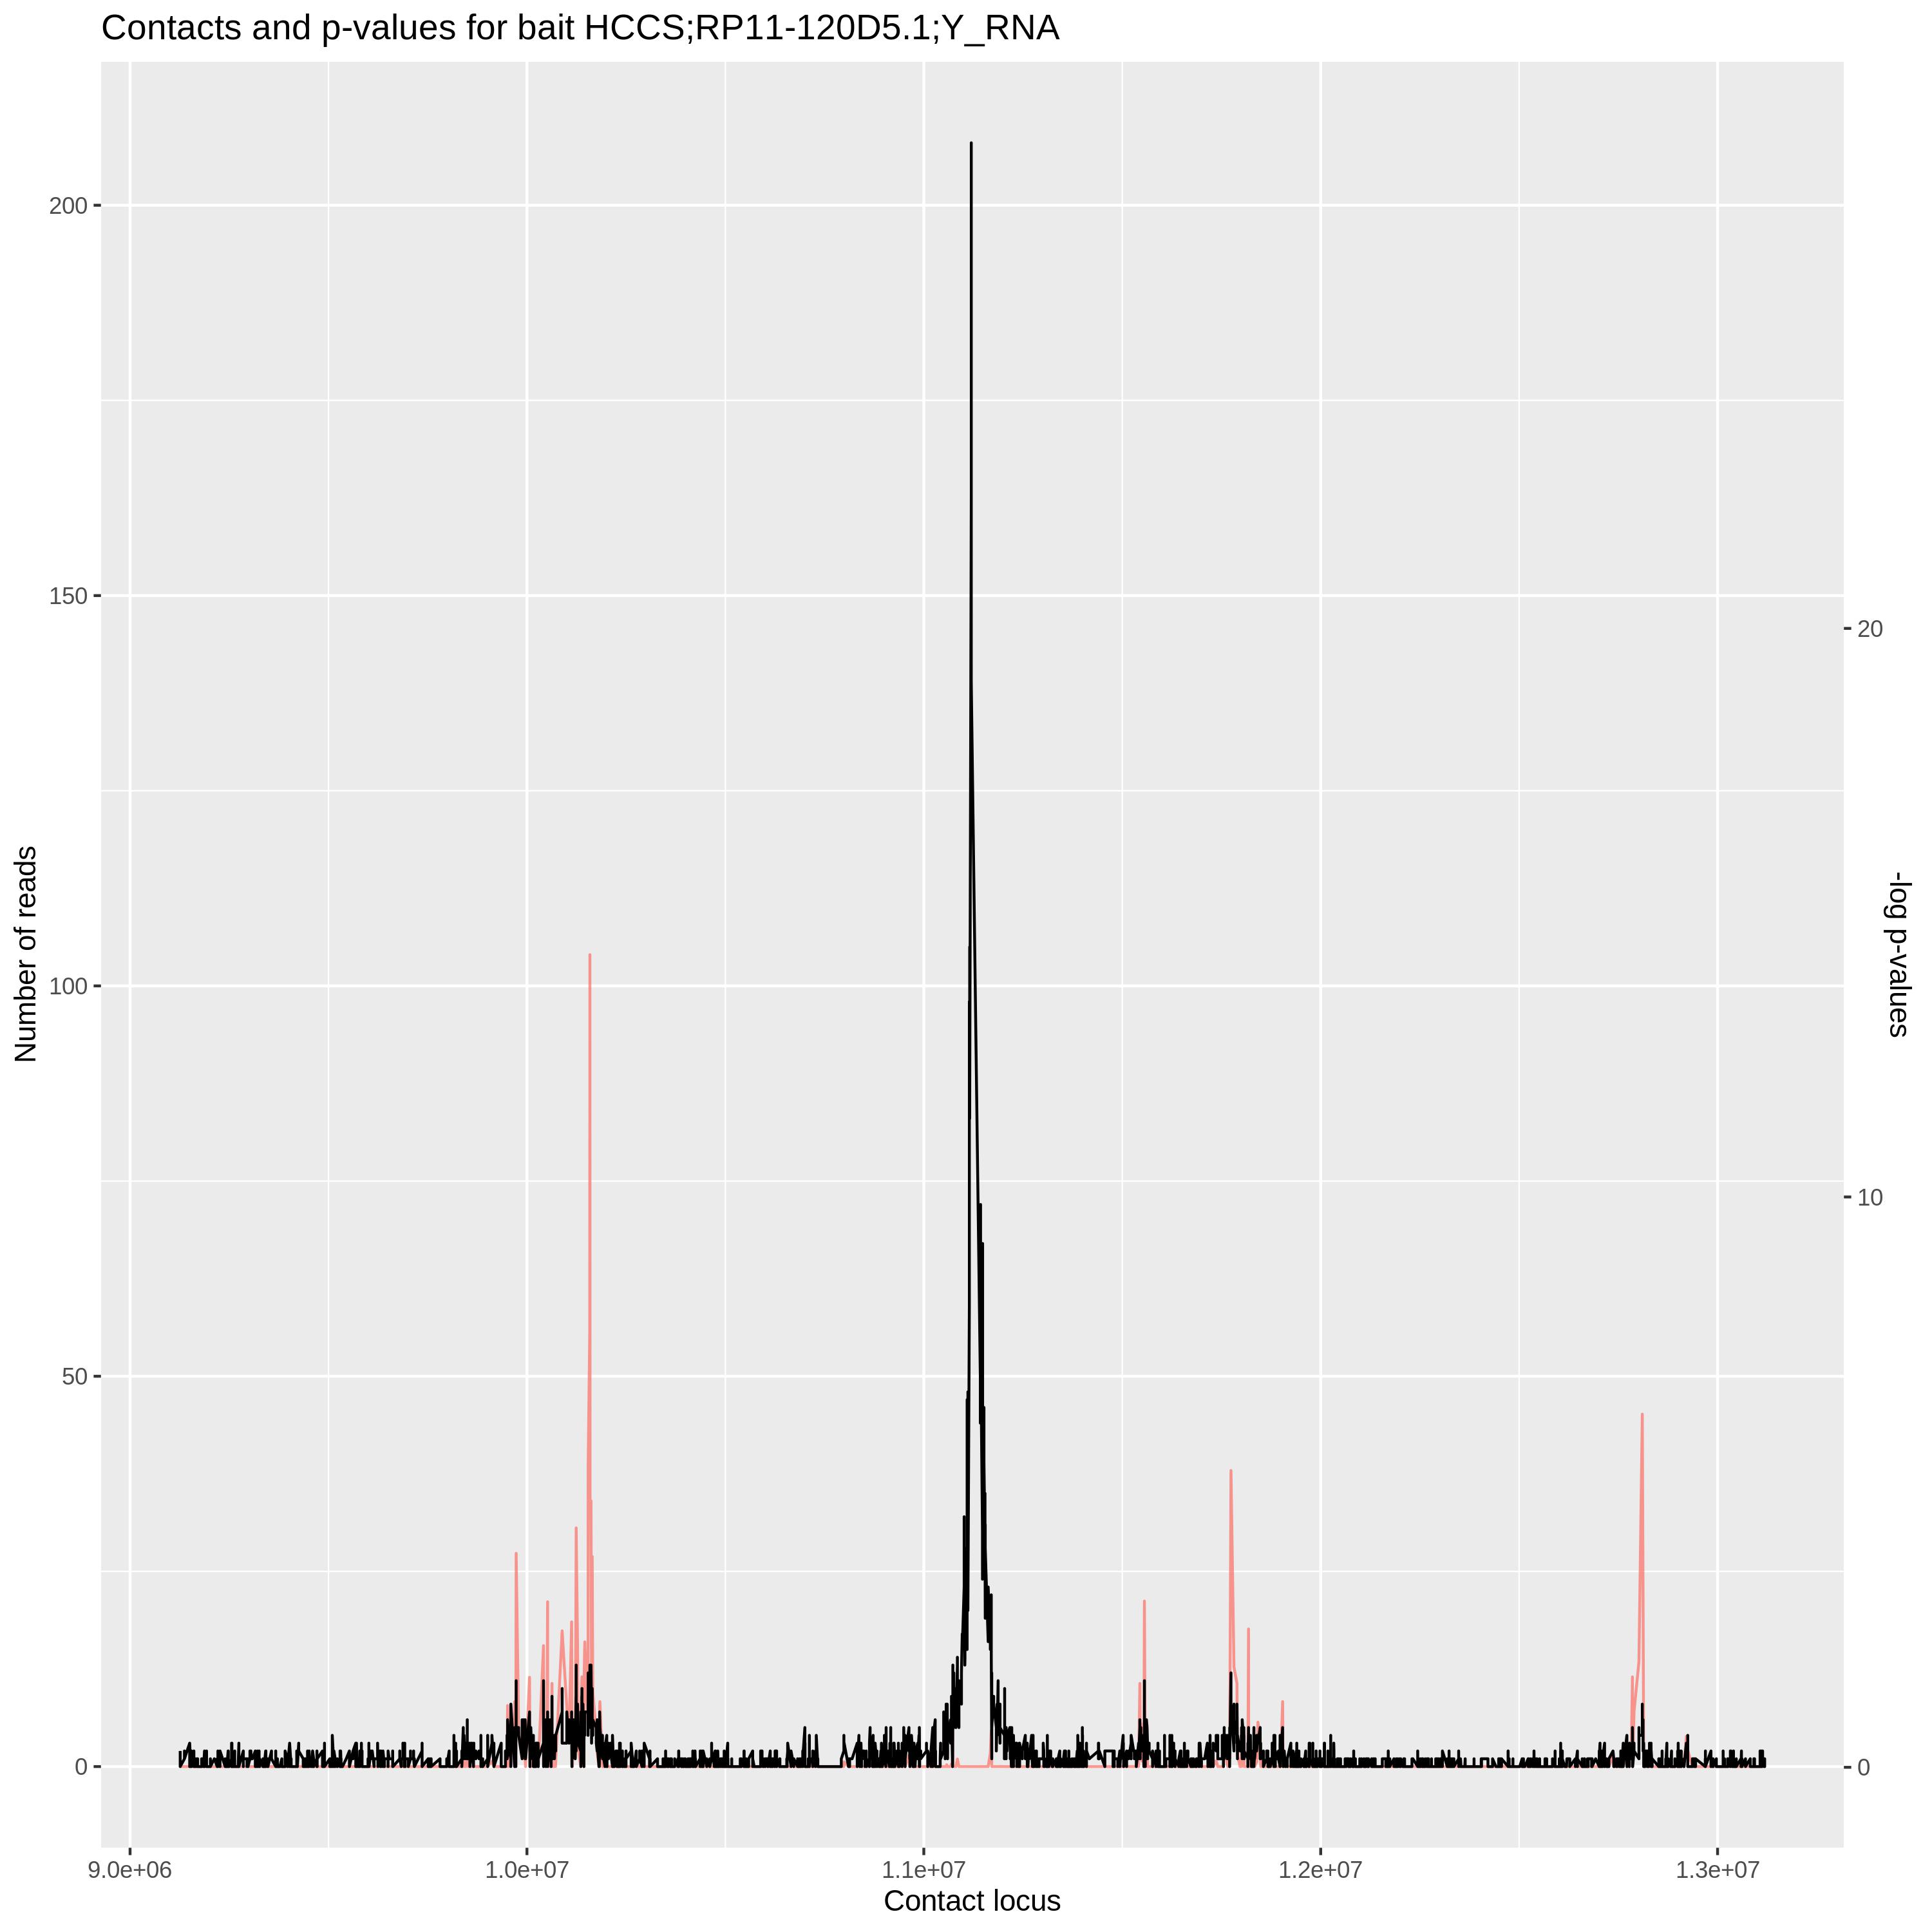 Contacts and p-values for bait HCCS;RP11-120D5.1;Y_RNA
200
150
100
50
0
Number of reads
20
10
0
-log p-values
9.0e+06
1.0e+07
1.1e+07
1.2e+07
1.3e+07
Contact locus